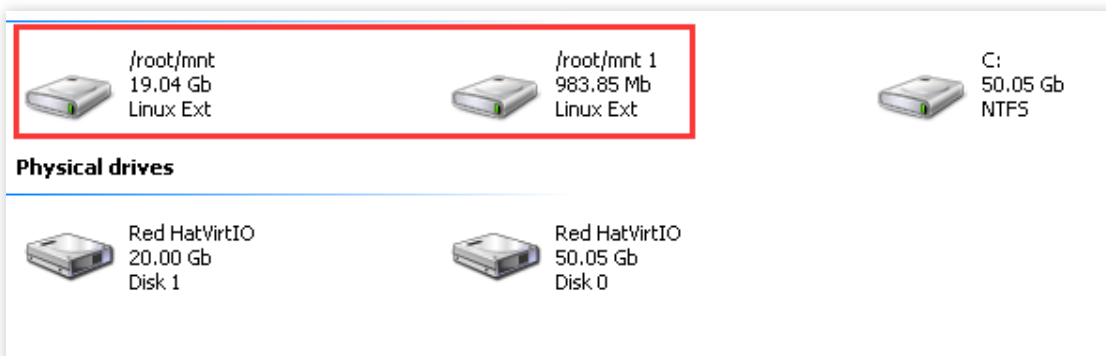 /root/mnt
19.04 Gb
Linux Ext
/root/mnt 1
983.85 Mb
Linux Ext
C:
50.05 Gb
NTFS
Physical drives
Red HatVirtIO
20.00 Gb
Disk 1
Red HatVirtIO
50.05 Gb
Disk 0